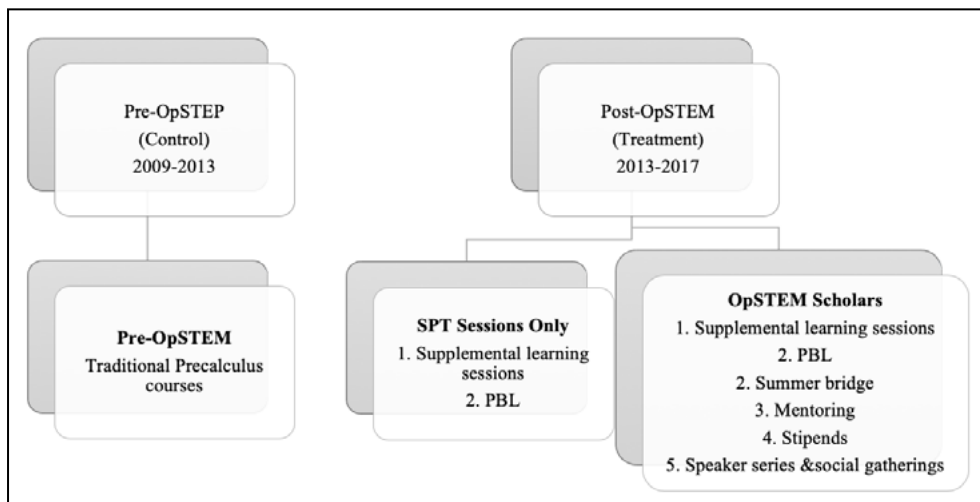 Pre-OpSTEP
(Control)
2009-2013
Post-OpSTEM
(Treatment)
2013-2017
Pre-OpSTEM
Traditional Precalculus
courses
SPT Sessions Only
1. Supplemental learning
sessions
2. PBL
OpSTEM Scholars
1. Supplemental learning sessions
2. PBL
2. Summer bridge
3. Mentoring
4. Stipends
5. Speaker series &social gatherings